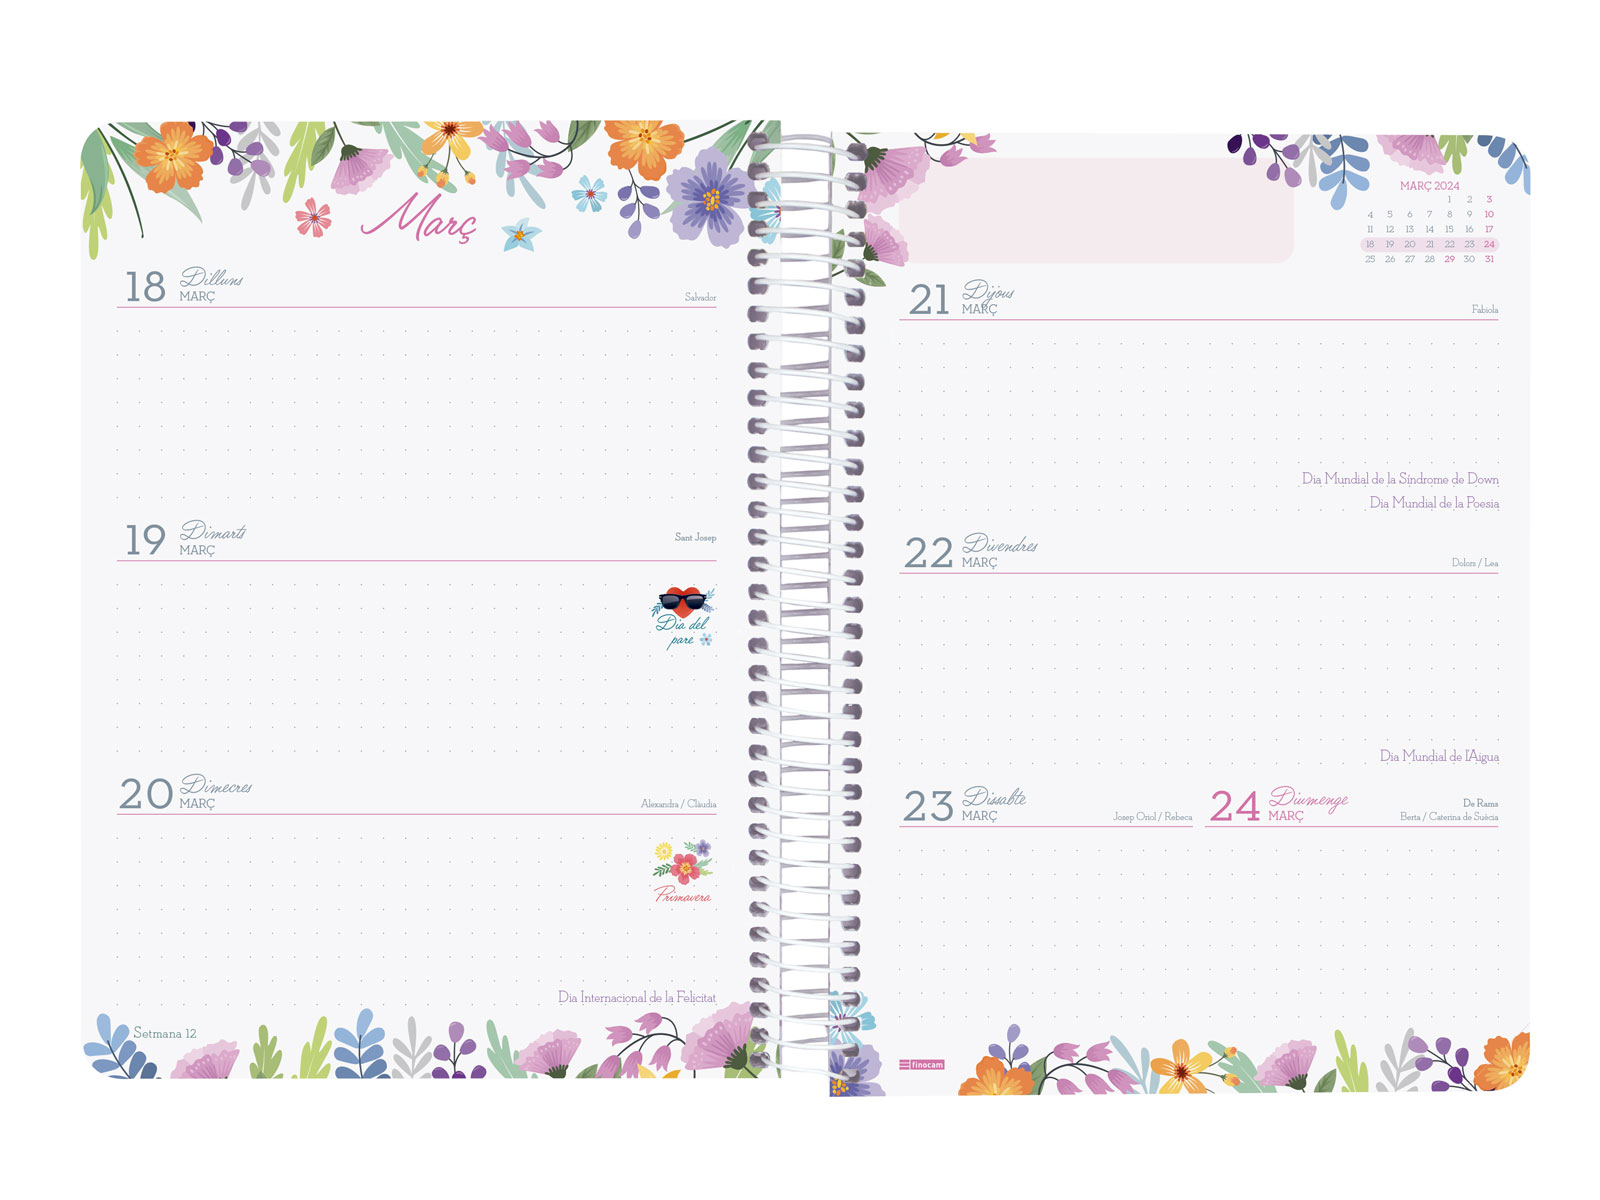 Març
18 Dilluns
MARÇ
Salvador
19 Dimarts
MARÇ
Sant Josep
Dia del
pare
20 Dimecres
MARÇ
Alexandra / Clàudia
Primavera
Dia Internacional de la Felicitat
Setmana 12
MARÇ 2024
1 2 3
4 5 6 7 8 9 10
11 12 13 14 15 16 17
18 19 20 21 22 23 24
25 26 27 28 29 30 31
21 Dijous
MARÇ
Fabiola
Dia Mundial de la Síndrome de Down
Dia Mundial de la Poesia
22 Divendres
MARÇ
Dolors / Lea
Dia Mundial de l'Aigua
23 Dissabte
MARÇ
Josep Oriol / Rebeca
24 Diumenge
MARÇ
De Rams
Berta / Caterina de Suècia
finocam